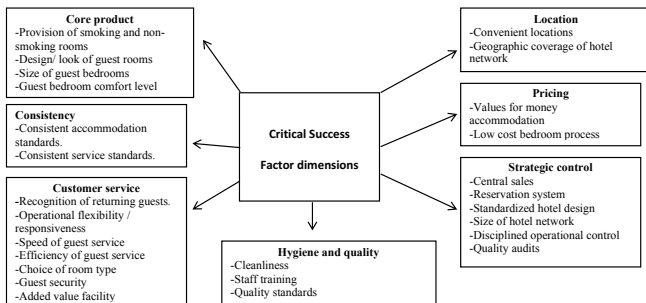 Core product
-Provision of smoking and non-
smoking rooms
-Design/ look of guest rooms
-Size of guest bedrooms
-Guest bedroom comfort level
Consistency
-Consistent accommodation
standards.
-Consistent service standards.
Customer service
-Recognition of returning guests.
-Operational flexibility /
responsiveness
-Speed of guest service
-Efficiency of guest service
-Choice of room type
-Guest security
-Added value facility
Critical Success
Factor dimensions
Hygiene and quality
-Cleanliness
-Staff training
-Quality standards
Location
-Convenient locations
-Geographic coverage of hotel
network
Pricing
-Values for money
accommodation
-Low cost bedroom process
Strategic control
-Central sales
-Reservation system
-Standardized hotel design
-Size of hotel network
-Disciplined operational control
-Quality audits